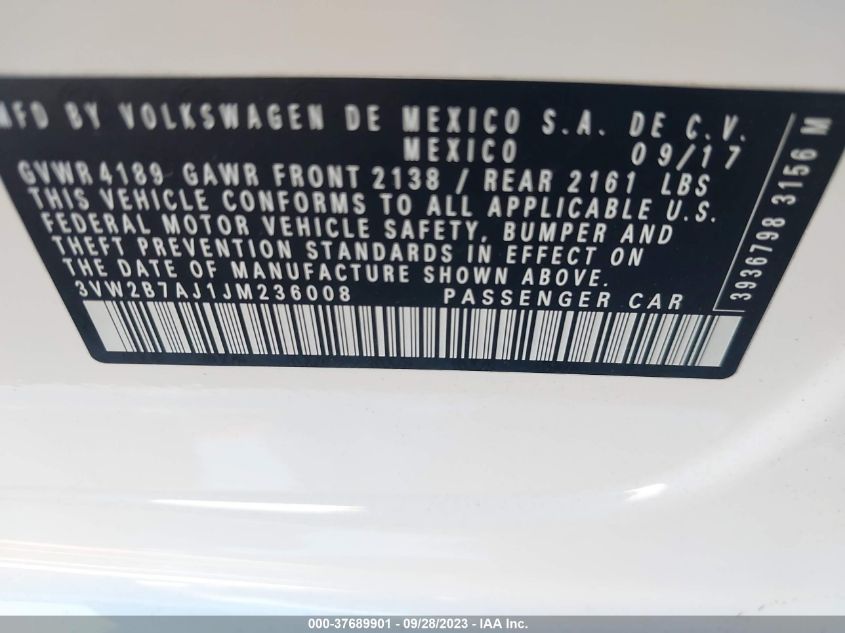 MFD BY VOLKSWAGEN DE MEXICO S.A. DE C.V.
MEXICO 09/17
GVWR 4189 GAWR FRONT 2138 / REAR 2161 LBS
THIS VEHICLE CONFORMS TO ALL APPLICABLE U.S.
FEDERAL MOTOR VEHICLE SAFETY, BUMPER AND
THEFT PREVENTION STANDARDS IN EFFECT ON
THE DATE OF MANUFACTURE SHOWN ABOVE.
3VW2B7AJ1JM236008 PASSENGER CAR
3936798 3156 M
000-37689901 - 09/28/2023 - IAA Inc.